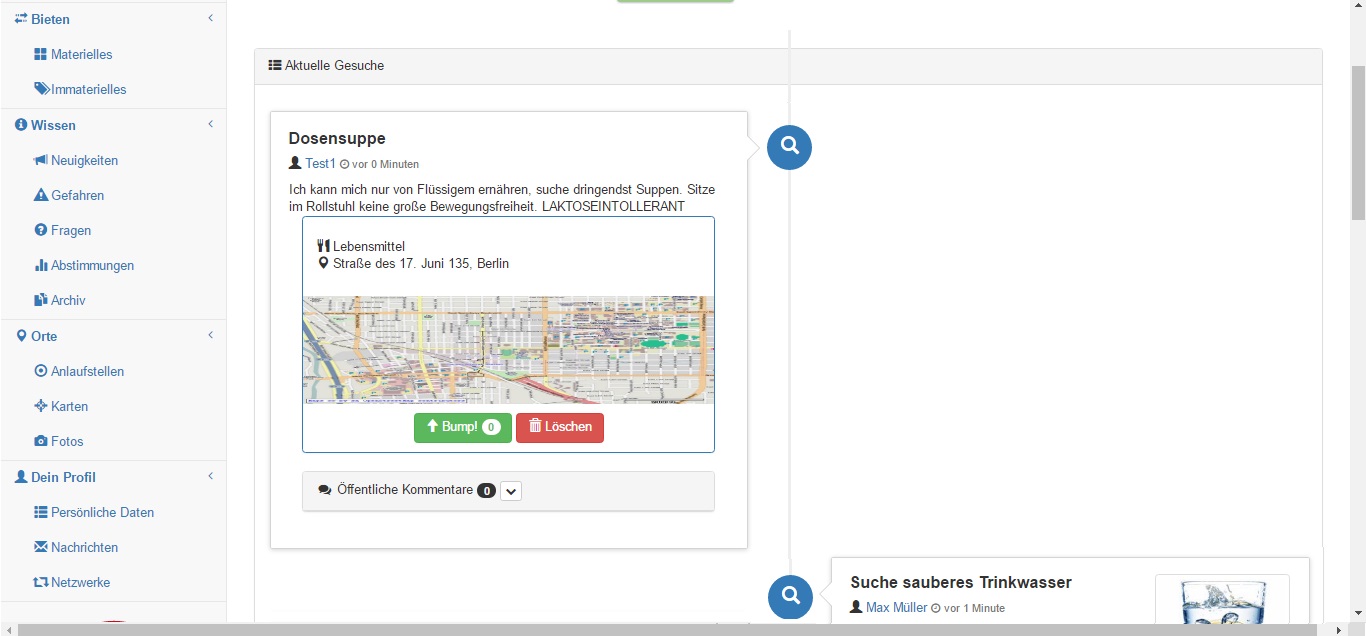 Bieten
Materielles
Immaterielles
Wissen
Neuigkeiten
Gefahren
Fragen
Abstimmungen
Archiv
Orte
Anlaufstellen
Karten
Fotos
Dein Profil
Persönliche Daten
Nachrichten
Netzwerke
Aktuelle Gesuche
Dosensuppe
Test1 vor 0 Minuten
Ich kann mich nur von Flüssigem ernähren, suche dringendst Suppen. Sitze
im Rollstuhl keine große Bewegungsfreiheit. LAKTOSEINTOLLERANT
Lebensmittel
Straße des 17. Juni 135, Berlin
Bump! 0 Löschen
Öffentliche Kommentare 0
Suche sauberes Trinkwasser
Max Müller vor 1 Minute